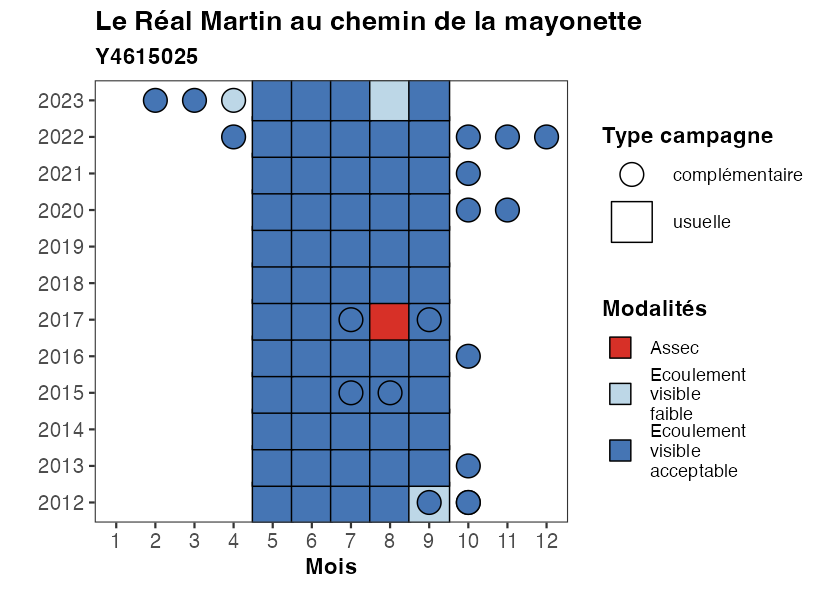 Le Réal Martin au chemin de la mayonette
Y4615025
2023
2022
2021
2020
2019
2018
2017
2016
2015
2014
2013
2012
1 2 3 4 5 6 7 8 9 10 11 12
Mois
Type campagne
complémentaire
usuelle
Modalités
Assec
Ecoulement
visible
faible
Ecoulement
visible
acceptable